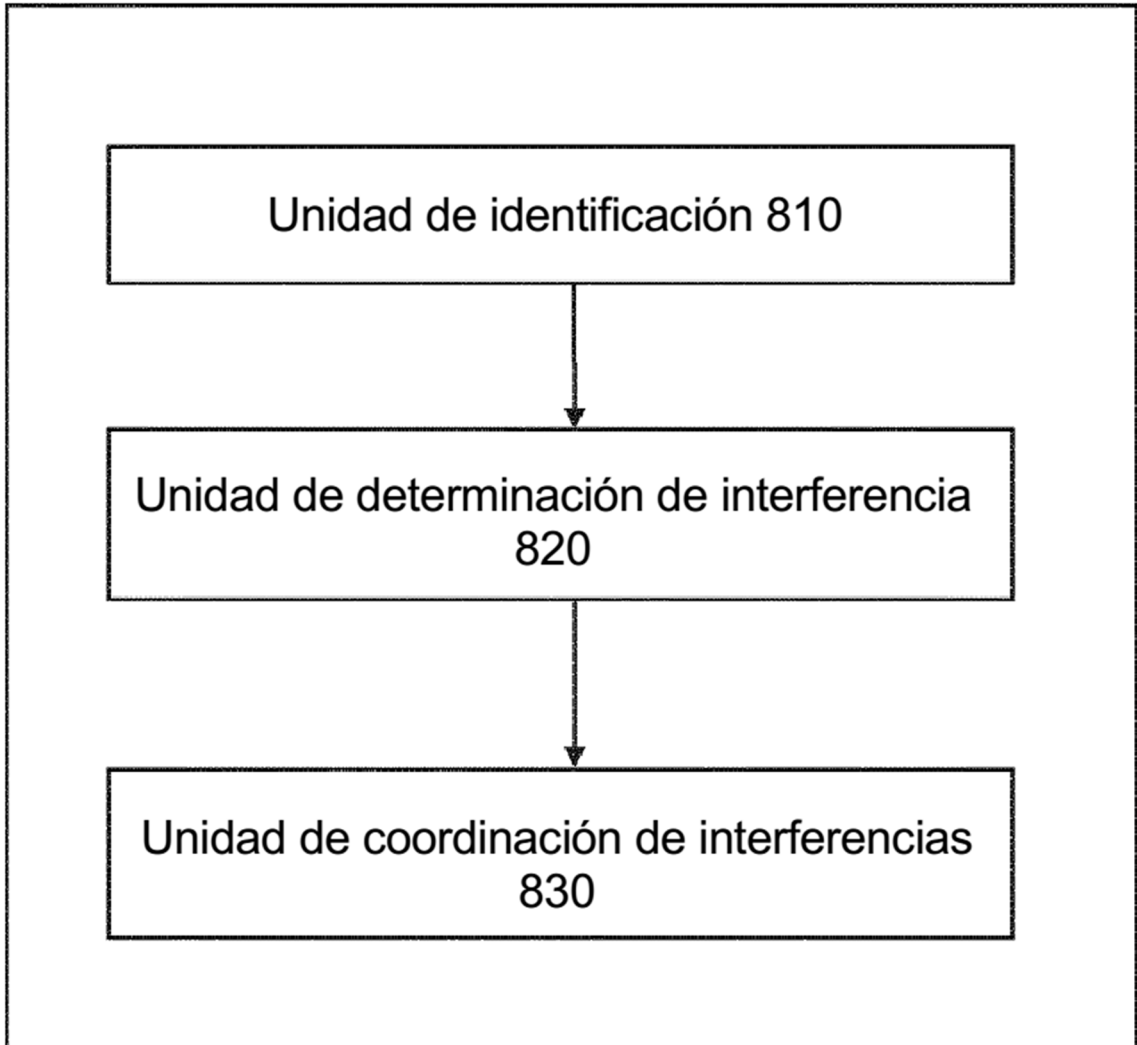 Unidad de identificación 810
Unidad de determinación de interferencia
820
Unidad de coordinación de interferencias
830